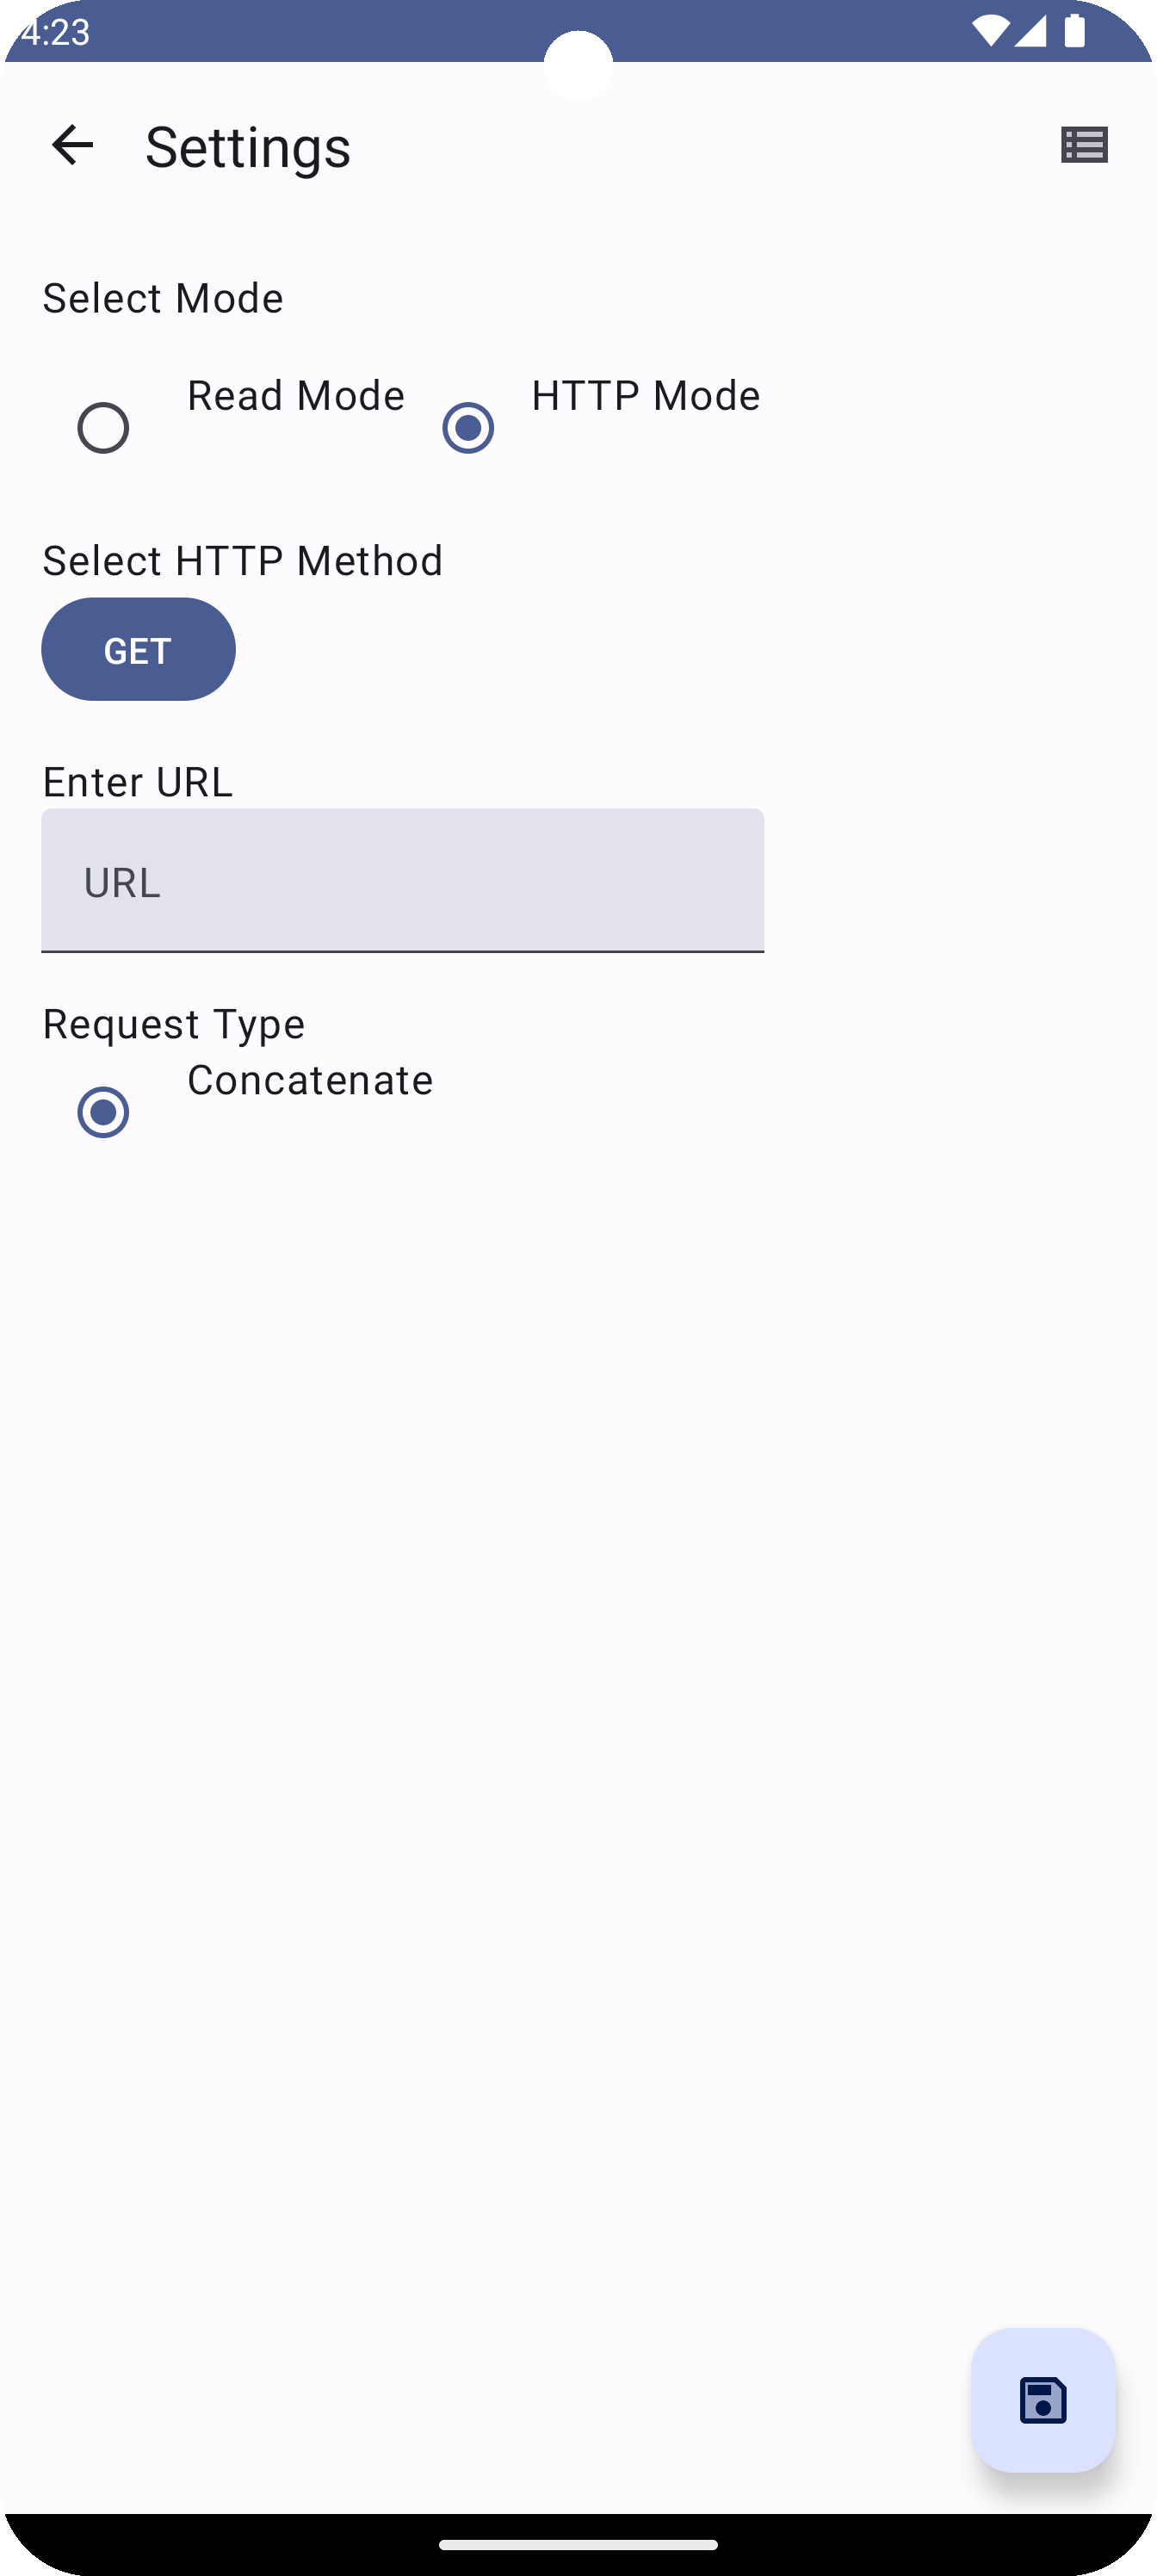 4:23
Settings
Select Mode
Read Mode HTTP Mode
Select HTTP Method
GET
Enter URL
URL
Request Type
Concatenate